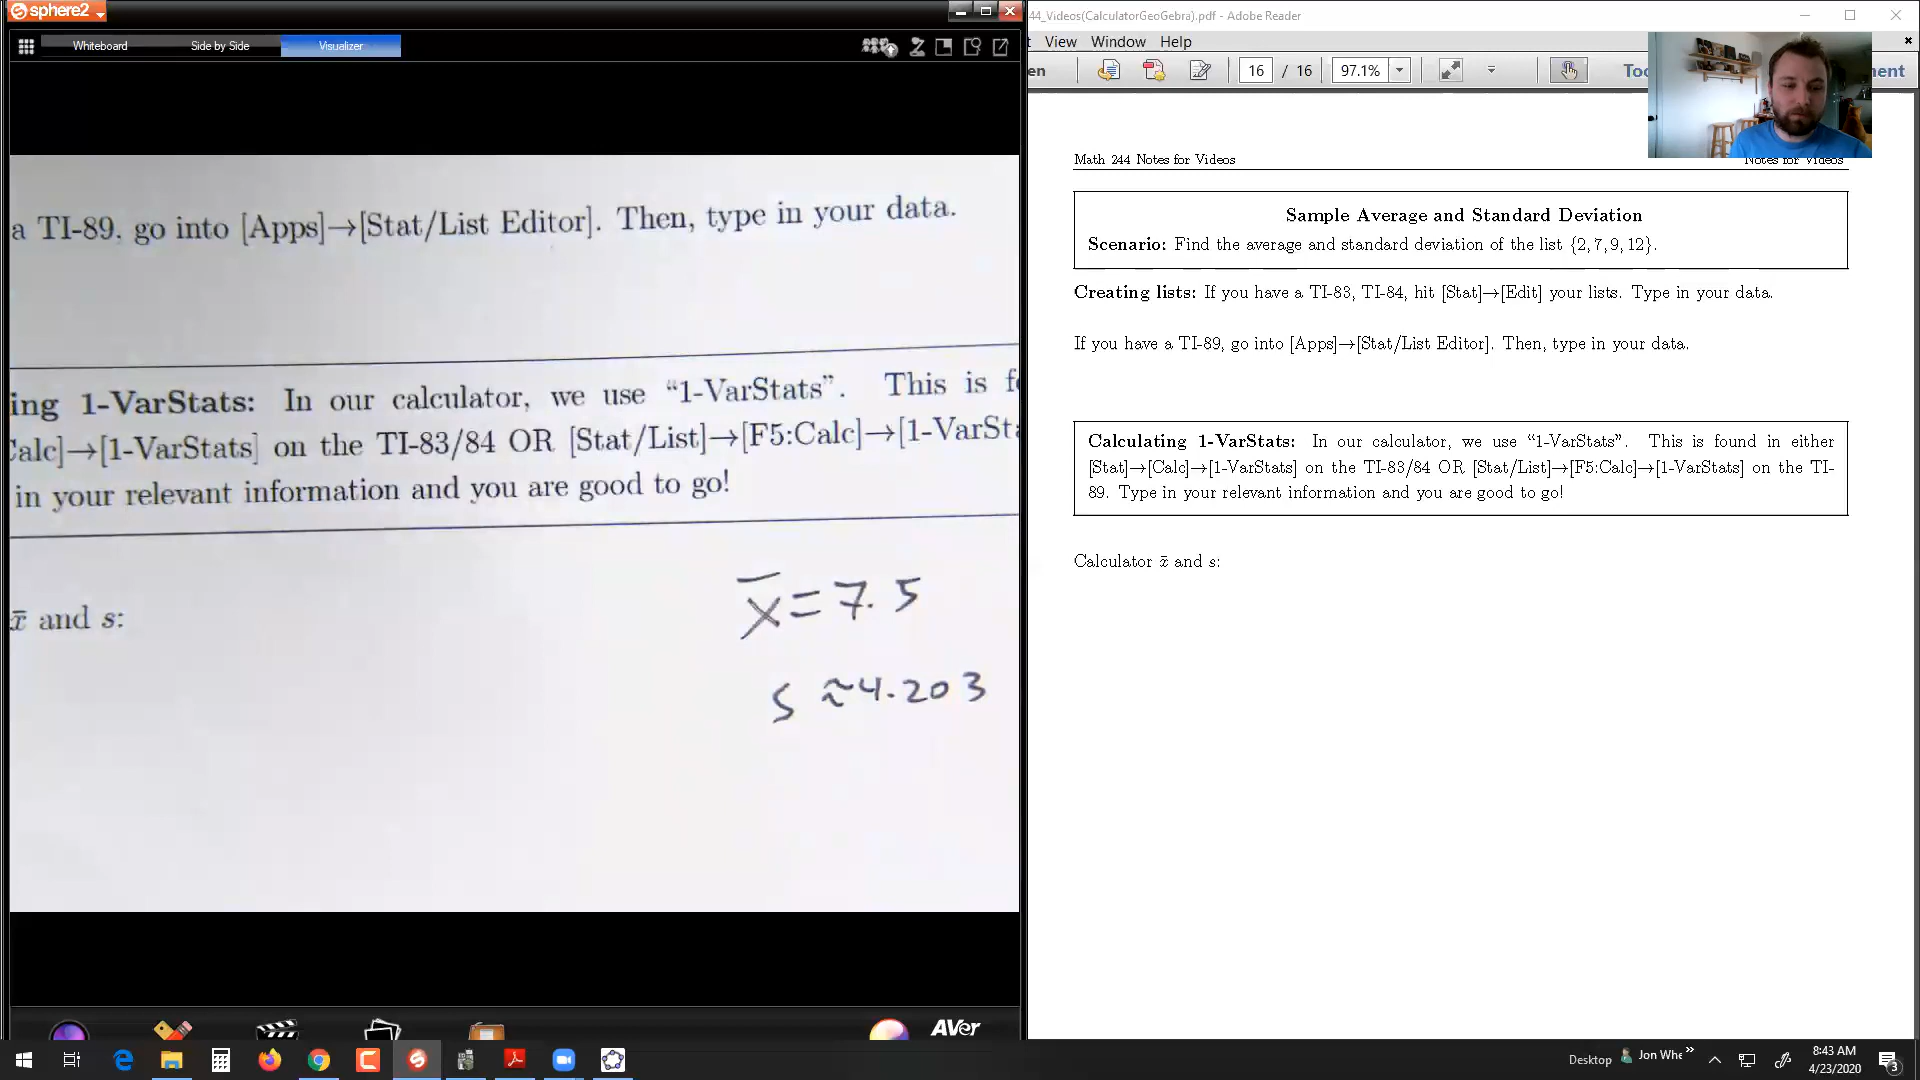 sphere2
Whiteboard
Side by Side
Visualizer
a TI-89, go into [Apps]→[Stat/List Editor]. Then, type in your data.
ing 1-VarStats: In our calculator, we use “1-VarStats”. This is f
Calc]→[1-VarStats] on the TI-83/84 OR [Stat/List]→[F5:Calc]→[1-VarSta
in your relevant information and you are good to go!
x̄ and s:
x̄ = 7.5
s ≈ 4.203
AVer
44_Videos(CalculatorGeoGebra).pdf - Adobe Reader
t View Window Help
en 16 / 16 97.1% Too ment
Math 244 Notes for Videos Notes for Videos
Sample Average and Standard Deviation
Scenario: Find the average and standard deviation of the list {2, 7, 9, 12}.
Creating lists: If you have a TI-83, TI-84, hit [Stat]→[Edit] your lists. Type in your data.
If you have a TI-89, go into [Apps]→[Stat/List Editor]. Then, type in your data.
Calculating 1-VarStats: In our calculator, we use “1-VarStats”. This is found in either
[Stat]→[Calc]→[1-VarStats] on the TI-83/84 OR [Stat/List]→[F5:Calc]→[1-VarStats] on the TI-
89. Type in your relevant information and you are good to go!
Calculator x̄ and s:
Desktop Jon Whe » 8:43 AM
4/23/2020
3